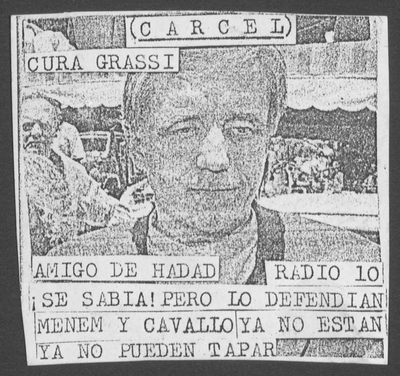 (CARCEL)
CURA GRASSI
AMIGO DE HADAD RADIO 10
¡SE SABIA! PERO LO DEFENDIAN
MENEM Y CAVALLO YA NO ESTAN
YA NO PUEDEN TAPAR